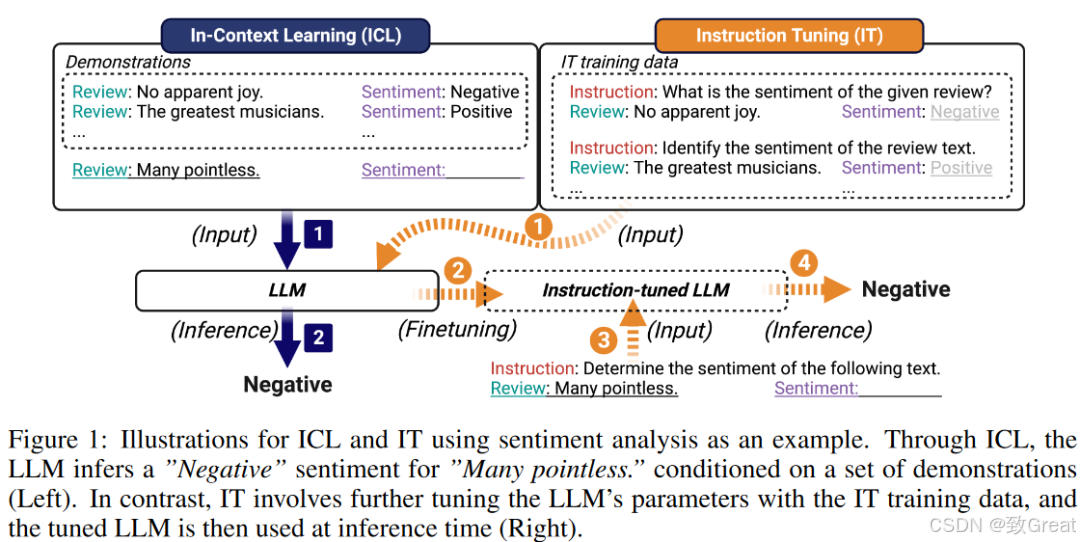 In-Context Learning (ICL)
Instruction Tuning (IT)
Demonstrations
Review: No apparent joy. Sentiment: Negative
Review: The greatest musicians. Sentiment: Positive
... ...
Review: Many pointless. Sentiment:________
IT training data
Instruction: What is the sentiment of the given review?
Review: No apparent joy. Sentiment: Negative
Instruction: Identify the sentiment of the review text.
Review: The greatest musicians. Sentiment: Positive
... ...
(Input) 1
1 (Input)
LLM
2
Instruction-tuned LLM
4
Negative
(Inference) 2
(Finetuning)
3 (Input)
(Inference)
Negative
Instruction: Determine the sentiment of the following text.
Review: Many pointless. Sentiment:________
Figure 1: Illustrations for ICL and IT using sentiment analysis as an example. Through ICL, the
LLM infers a ”Negative” sentiment for ”Many pointless.” conditioned on a set of demonstrations
(Left). In contrast, IT involves further tuning the LLM’s parameters with the IT training data, and
the tuned LLM is then used at inference time (Right).
CSDN @致Great